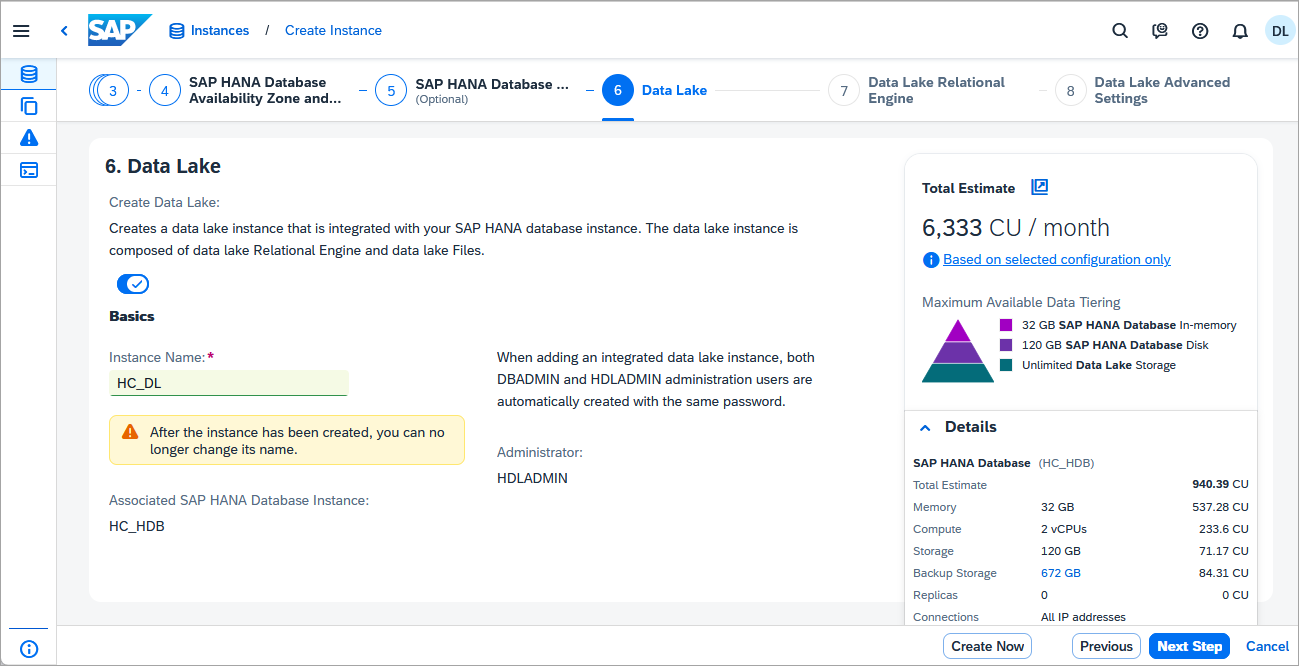 SAP
Instances / Create Instance
DL
3 - 4 SAP HANA Database Availability Zone and...
5 SAP HANA Database ...
(Optional)
6 Data Lake
7 Data Lake Relational Engine
8 Data Lake Advanced Settings
6. Data Lake
Create Data Lake:
Creates a data lake instance that is integrated with your SAP HANA database instance. The data lake instance is
composed of data lake Relational Engine and data lake Files.
Basics
Instance Name:*
HC_DL
After the instance has been created, you can no
longer change its name.
Associated SAP HANA Database Instance:
HC_HDB
When adding an integrated data lake instance, both
DBADMIN and HDLADMIN administration users are
automatically created with the same password.
Administrator:
HDLADMIN
Total Estimate
6,333 CU / month
Based on selected configuration only
Maximum Available Data Tiering
32 GB SAP HANA Database In-memory
120 GB SAP HANA Database Disk
Unlimited Data Lake Storage
Details
SAP HANA Database (HC_HDB)
Total Estimate 940.39 CU
Memory 32 GB 537.28 CU
Compute 2 vCPUs 233.6 CU
Storage 120 GB 71.17 CU
Backup Storage 672 GB 84.31 CU
Replicas 0 0 CU
Connections All IP addresses
Create Now Previous Next Step Cancel